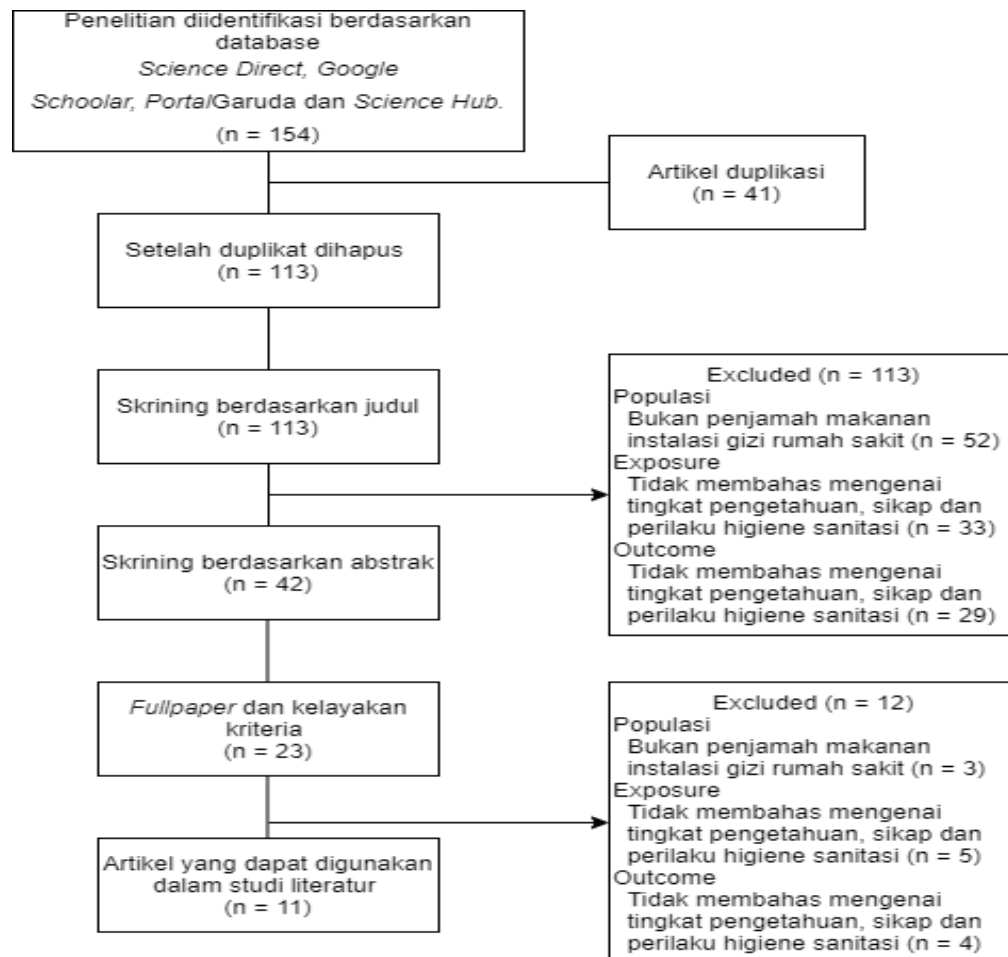 Penelitian diidentifikasi berdasarkan
database
Science Direct, Google
Schoolar, PortalGaruda dan Science Hub.
(n = 154)
Artikel duplikasi
(n = 41)
Setelah duplikat dihapus
(n = 113)
Skrining berdasarkan judul
(n = 113)
Excluded (n = 113)
Populasi
Bukan penjamah makanan
instalasi gizi rumah sakit (n = 52)
Exposure
Tidak membahas mengenai
tingkat pengetahuan, sikap dan
perilaku higiene sanitasi (n = 33)
Outcome
Tidak membahas mengenai
tingkat pengetahuan, sikap dan
perilaku higiene sanitasi (n = 29)
Skrining berdasarkan abstrak
(n = 42)
Fullpaper dan kelayakan
kriteria
(n = 23)
Excluded (n = 12)
Populasi
Bukan penjamah makanan
instalasi gizi rumah sakit (n = 3)
Exposure
Tidak membahas mengenai
tingkat pengetahuan, sikap dan
perilaku higiene sanitasi (n = 5)
Outcome
Tidak membahas mengenai
tingkat pengetahuan, sikap dan
perilaku higiene sanitasi (n = 4)
Artikel yang dapat digunakan
dalam studi literatur
(n = 11)